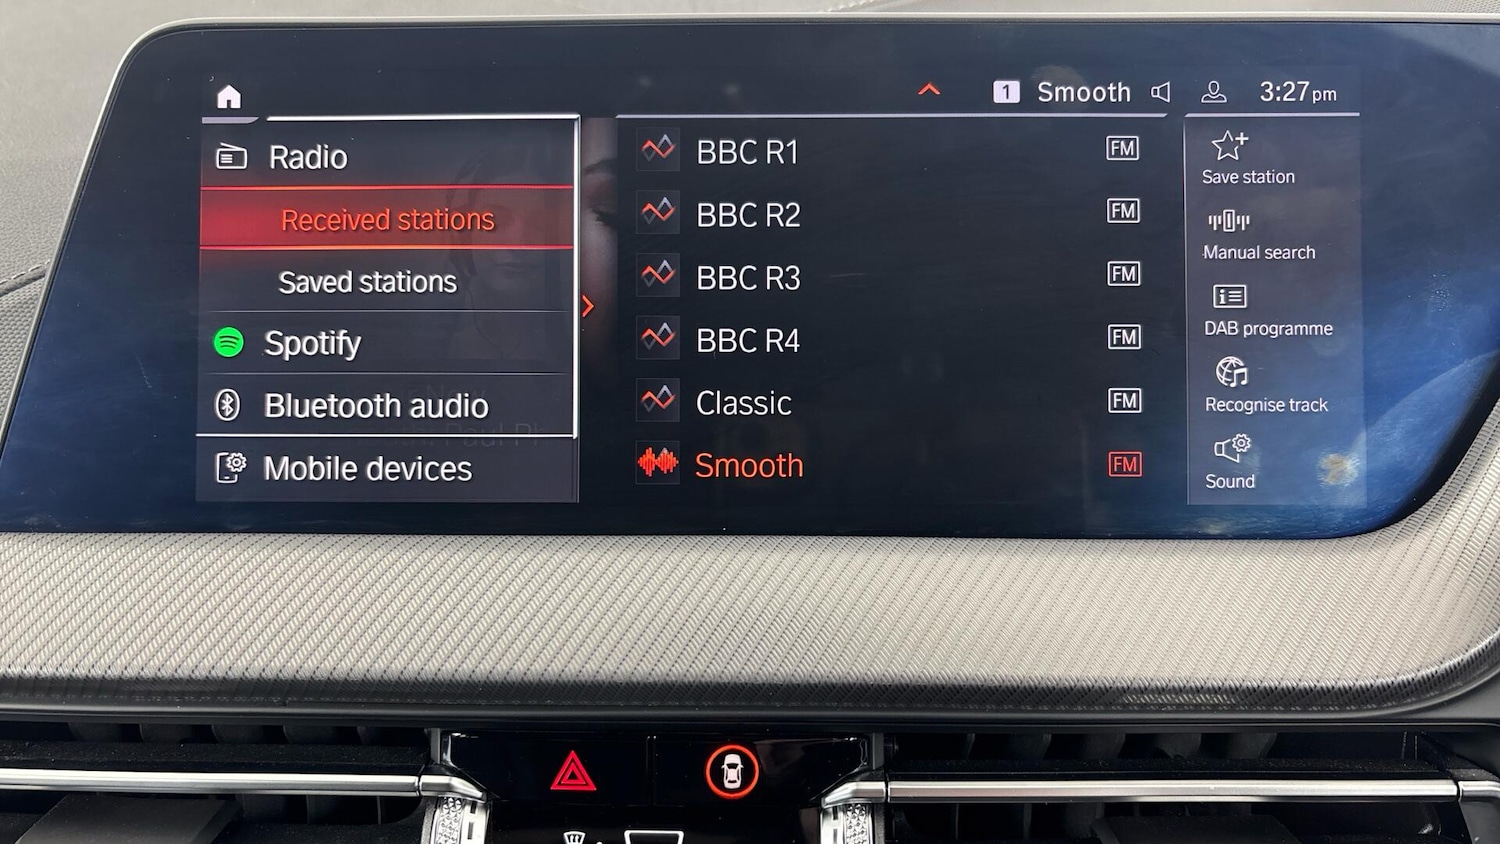 1 Smooth 3:27pm
Radio
Received stations
Saved stations
Spotify
Bluetooth audio
Mobile devices
BBC R1 FM
BBC R2 FM
BBC R3 FM
BBC R4 FM
Classic FM
Smooth FM
Save station
Manual search
DAB programme
Recognise track
Sound